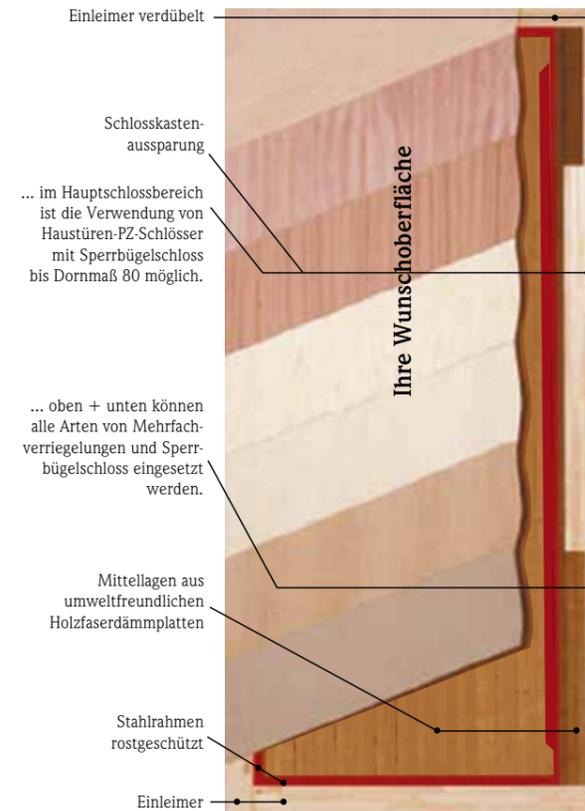 Einleimer verdübelt
Schlosskasten-
aussparung
... im Hauptschlossbereich
ist die Verwendung von
Haustüren-PZ-Schlösser
mit Sperrbügelschloss
bis Dornmaß 80 möglich.
Ihre Wunschoberfläche
... oben + unten können
alle Arten von Mehrfach-
verriegelungen und Sperr-
bügelschloss eingesetzt
werden.
Mittellagen aus
umweltfreundlichen
Holzfaserdämmplatten
Stahlrahmen
rostgeschützt
Einleimer